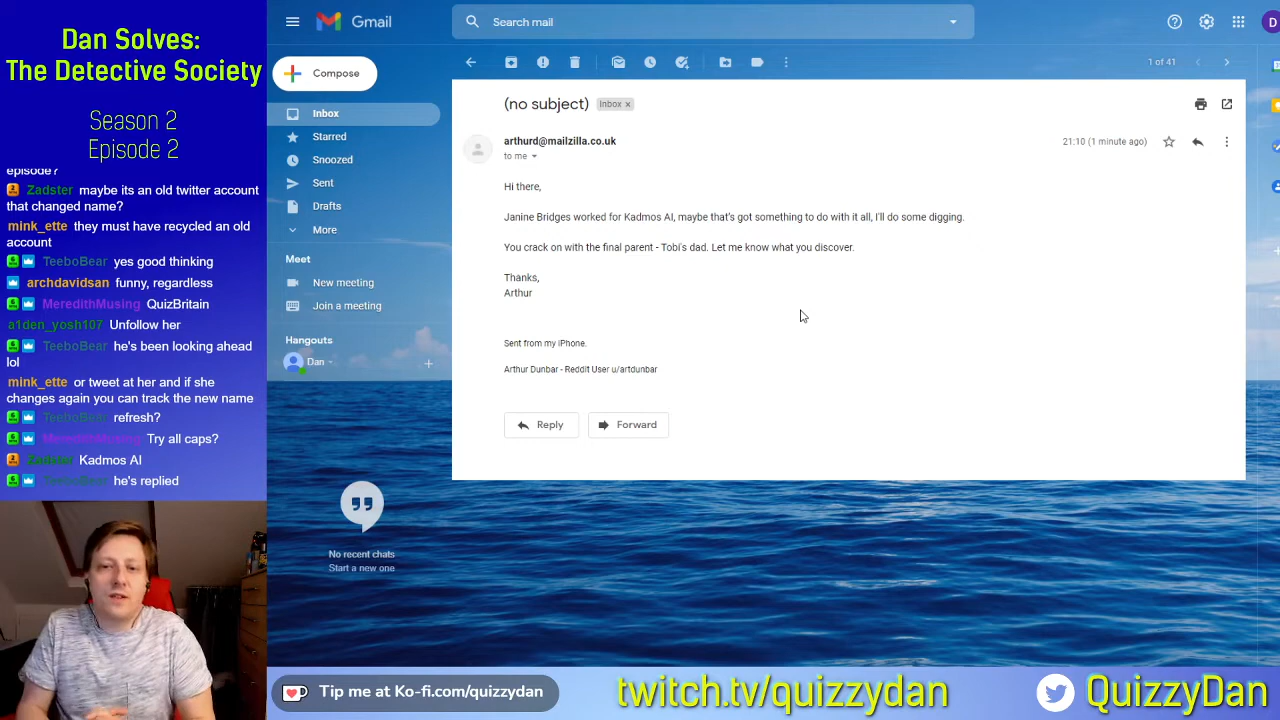 Dan Solves:
The Detective Society
Season 2
Episode 2
episode?
Zadster maybe its an old twitter account
that changed name?
mink_ette they must have recycled an old
account
TeeboBear yes good thinking
archdavidsan funny, regardless
MeredithMusing QuizBritain
a1den_yosh107 Unfollow her
TeeboBear he's been looking ahead
lol
mink_ette or tweet at her and if she
changes again you can track the new name
TeeboBear refresh?
MeredithMusing Try all caps?
Zadster Kadmos AI
TeeboBear he's replied
Gmail
Search mail
D
Compose
1 of 41
Inbox
Starred
Snoozed
Sent
Drafts
More
Meet
New meeting
Join a meeting
Hangouts
Dan
No recent chats
Start a new one
(no subject) Inbox x
arthurd@mailzilla.co.uk
21:10 (1 minute ago)
to me
Hi there,
Janine Bridges worked for Kadmos AI, maybe that's got something to do with it all, I'll do some digging.
You crack on with the final parent - Tobi's dad. Let me know what you discover.
Thanks,
Arthur
Sent from my iPhone.
Arthur Dunbar - Reddit User u/artdunbar
Reply
Forward
Tip me at Ko-fi.com/quizzydan
twitch.tv/quizzydan
QuizzyDan